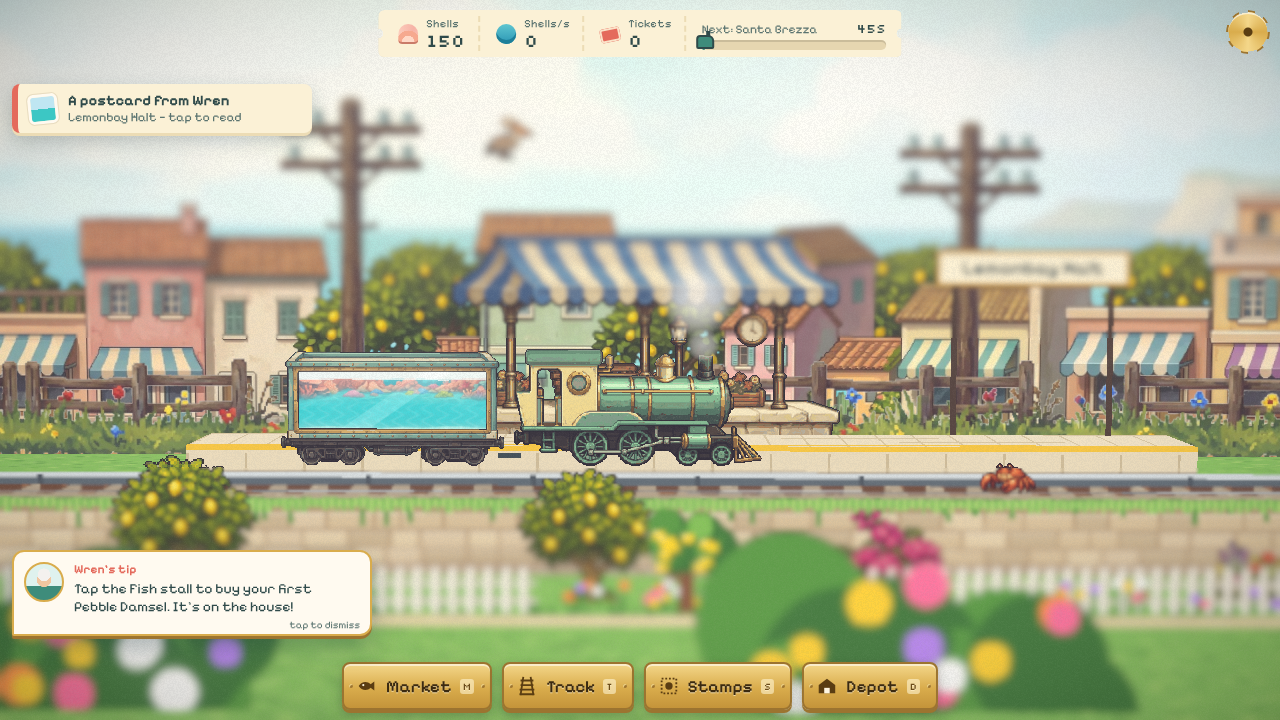 Shells
150
Shells/s
0
Tickets
0
Next: Santa Brezza
45s
A postcard from Wren
Lemonbay Halt - tap to read
Lemonbay Halt
Wren's tip
Tap the Fish stall to buy your first
Pebble Damsel. It's on the house!
tap to dismiss
Market M
Track T
Stamps S
Depot D